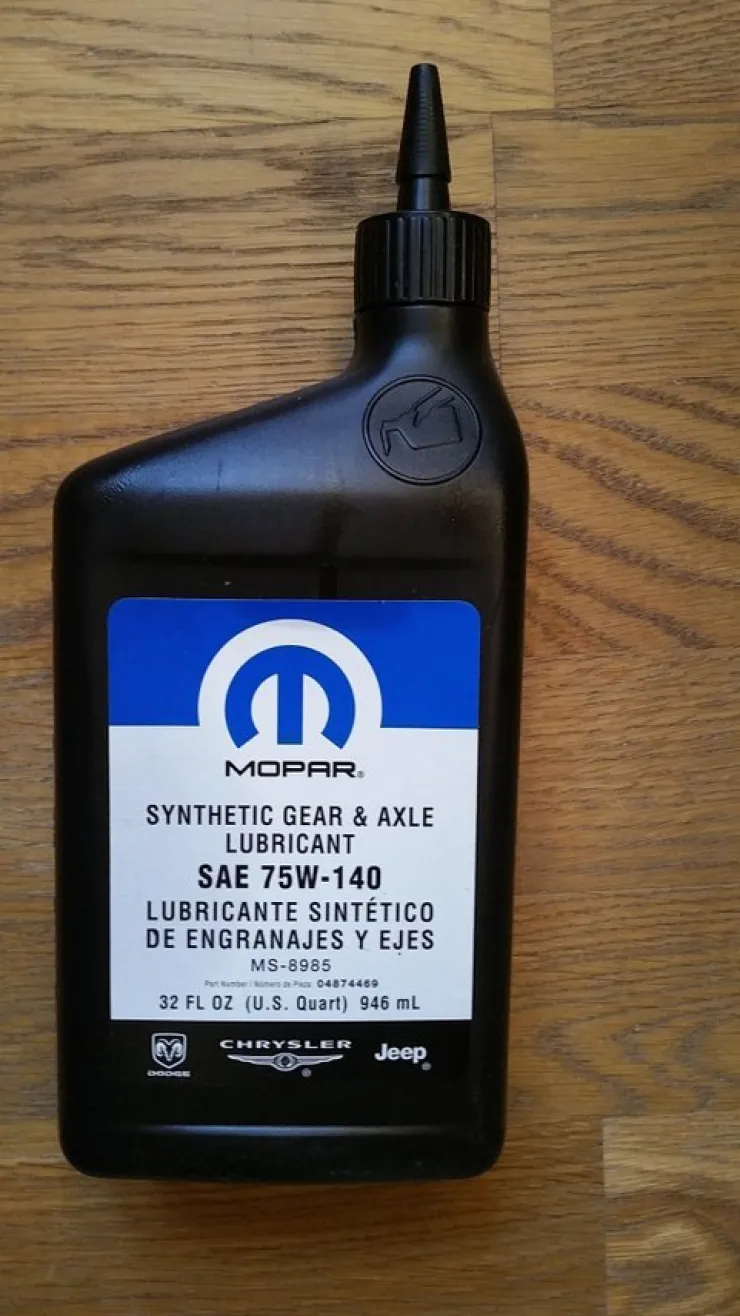 MOPAR®
SYNTHETIC GEAR & AXLE
LUBRICANT
SAE 75W-140
LUBRICANTE SINTÉTICO
DE ENGRANAJES Y EJES
MS-8985
Part Number / Número de Pieza 04874469
32 FL OZ (U.S. Quart) 946 mL
DODGE CHRYSLER® Jeep®